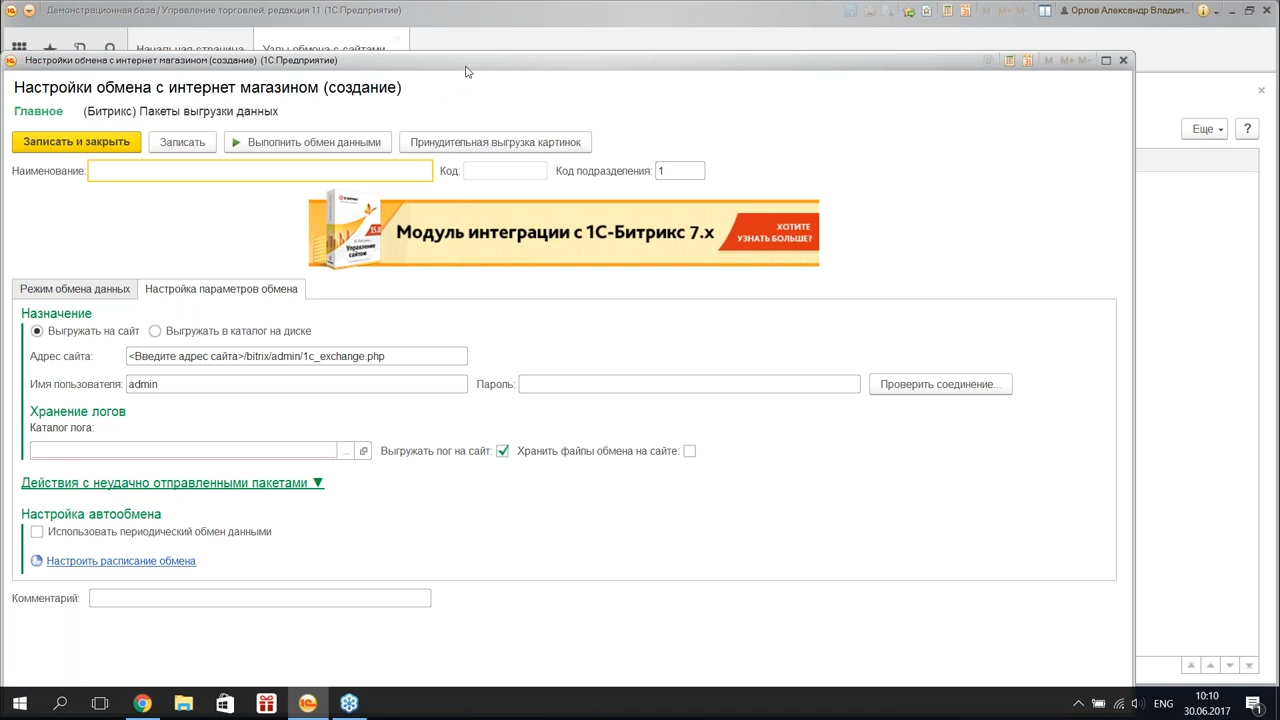 Демонстрационная база / Управление торговлей, редакция 11 (1С:Предприятие)
M M+ M-
Орлов Александр Владим...
Начальная страница
Узлы обмена с сайтами
Настройки обмена с интернет магазином (создание) (1С:Предприятие)
M M+ M-
Настройки обмена с интернет магазином (создание)
Главное
(Битрикс) Пакеты выгрузки данных
Записать и закрыть
Записать
Выполнить обмен данными
Принудительная выгрузка картинок
Еще
?
Наименование:
Код:
Код подразделения: 1
Модуль интеграции с 1С-Битрикс 7.x
ХОТИТЕ
УЗНАТЬ БОЛЬШЕ?
Режим обмена данных
Настройка параметров обмена
Назначение
Выгружать на сайт
Выгружать в каталог на диске
Адрес сайта: <Введите адрес сайта>/bitrix/admin/1c_exchange.php
Имя пользователя: admin
Пароль:
Проверить соединение...
Хранение логов
Каталог лога:
...
Выгружать лог на сайт:
Хранить файлы обмена на сайте:
Действия с неудачно отправленными пакетами ▼
Настройка автообмена
Использовать периодический обмен данными
Настроить расписание обмена
Комментарий:
ENG
10:10
30.06.2017
1